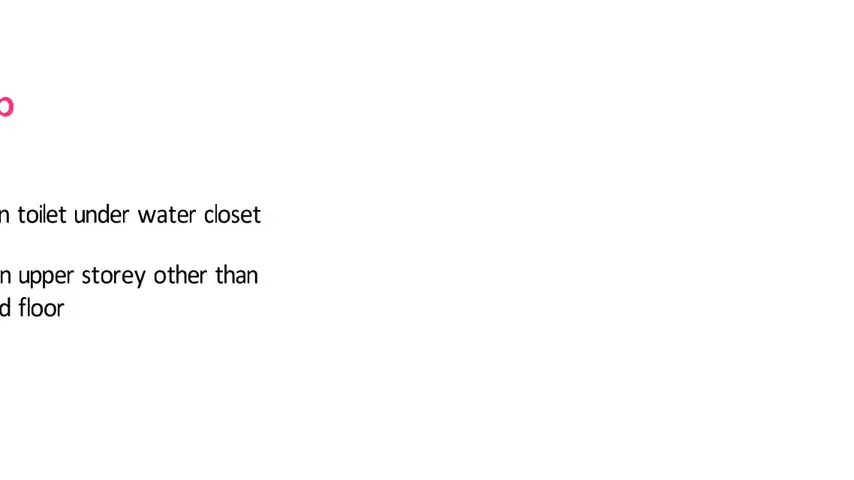 p
n toilet under water closet
n upper storey other than
d floor